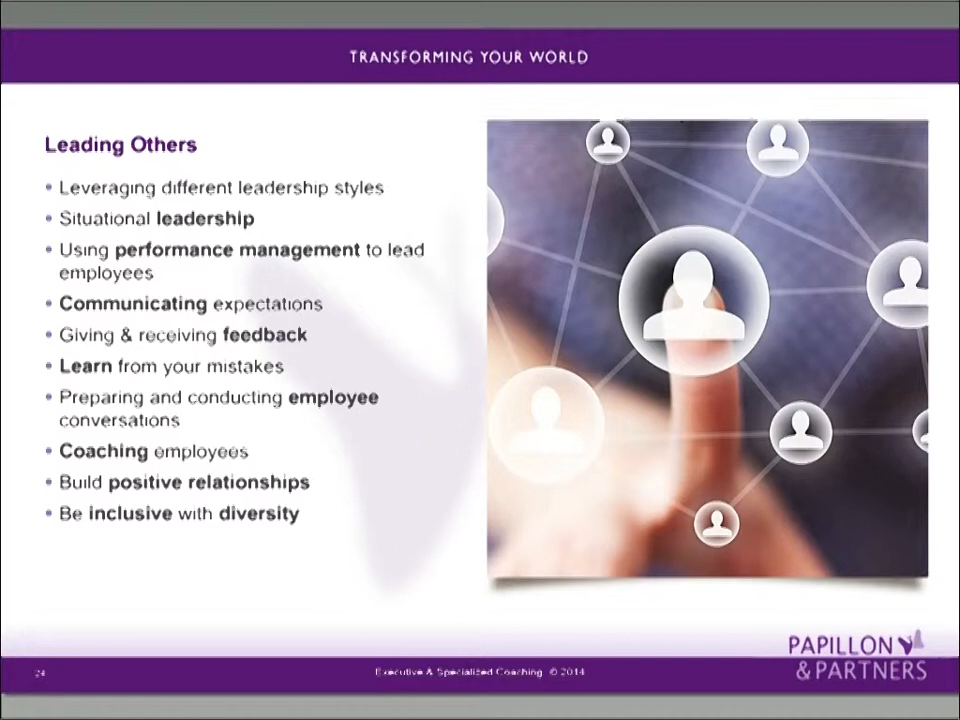 TRANSFORMING YOUR WORLD
Leading Others
• Leveraging different leadership styles
• Situational leadership
• Using performance management to lead
employees
• Communicating expectations
• Giving & receiving feedback
• Learn from your mistakes
• Preparing and conducting employee
conversations
• Coaching employees
• Build positive relationships
• Be inclusive with diversity
PAPILLON
& PARTNERS
24
Executive & Specialized Coaching © 2014